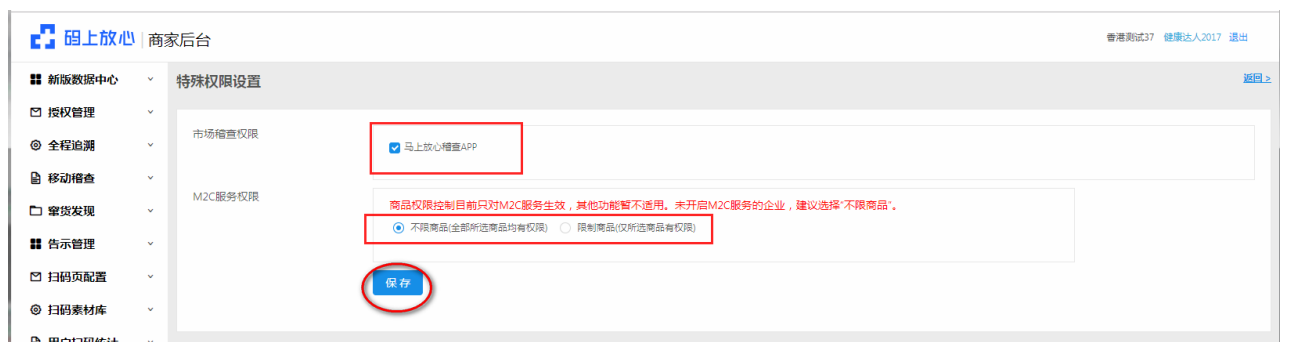 码上放心 商家后台
香港测试37 健康达人2017 退出
新版数据中心
特殊权限设置
返回 >
授权管理
全程追溯
移动稽查
窜货发现
告示管理
扫码页配置
扫码素材库
用户扫码统计
市场稽查权限
马上放心稽查APP
M2C服务权限
商品权限控制目前只对M2C服务生效，其他功能暂不适用。未开启M2C服务的企业，建议选择"不限商品"。
不限商品(全部所选商品均有权限) 限制商品(仅所选商品有权限)
保存